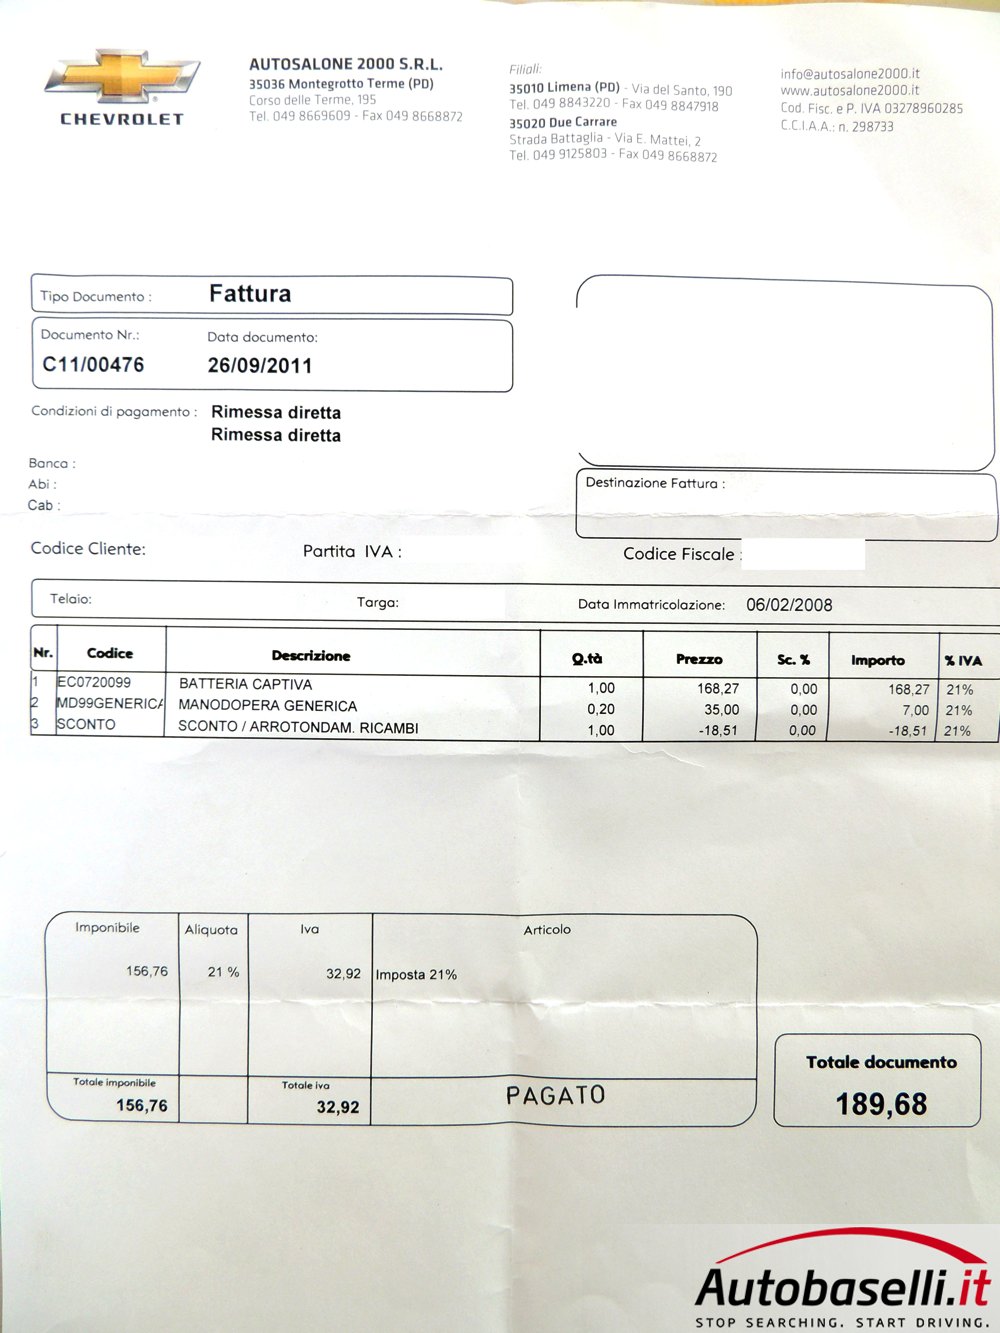 CHEVROLET
AUTOSALONE 2000 S.R.L.
35036 Montegrotto Terme (PD)
Corso delle Terme, 195
Tel. 049 8669609 - Fax 049 8668872
Filiali:
35010 Limena (PD) - Via del Santo, 190
Tel. 049 8843220 - Fax 049 8847918
35020 Due Carrare
Strada Battaglia - Via E. Mattei, 2
Tel. 049 9125803 - Fax 049 8668872
info@autosalone2000.it
www.autosalone2000.it
Cod. Fisc. e P. IVA 03278960285
C.C.I.A.A.: n. 298733
Tipo Documento : Fattura
Documento Nr.: Data documento:
C11/00476 26/09/2011
Condizioni di pagamento : Rimessa diretta
Rimessa diretta
Banca :
Abi :
Cab :
Destinazione Fattura :
Codice Cliente: Partita IVA : Codice Fiscale :
Telaio: Targa: Data Immatricolazione: 06/02/2008
Nr. Codice Descrizione Q.tà Prezzo Sc. % Importo % IVA
1 EC0720099 BATTERIA CAPTIVA 1,00 168,27 0,00 168,27 21%
2 MD99GENERICA MANODOPERA GENERICA 0,20 35,00 0,00 7,00 21%
3 SCONTO SCONTO / ARROTONDAM. RICAMBI 1,00 -18,51 0,00 -18,51 21%
Imponibile Aliquota Iva Articolo
156,76 21 % 32,92 Imposta 21%
Totale imponibile Totale iva
156,76 32,92 PAGATO
Totale documento
189,68
Autobaselli.it
STOP SEARCHING. START DRIVING.